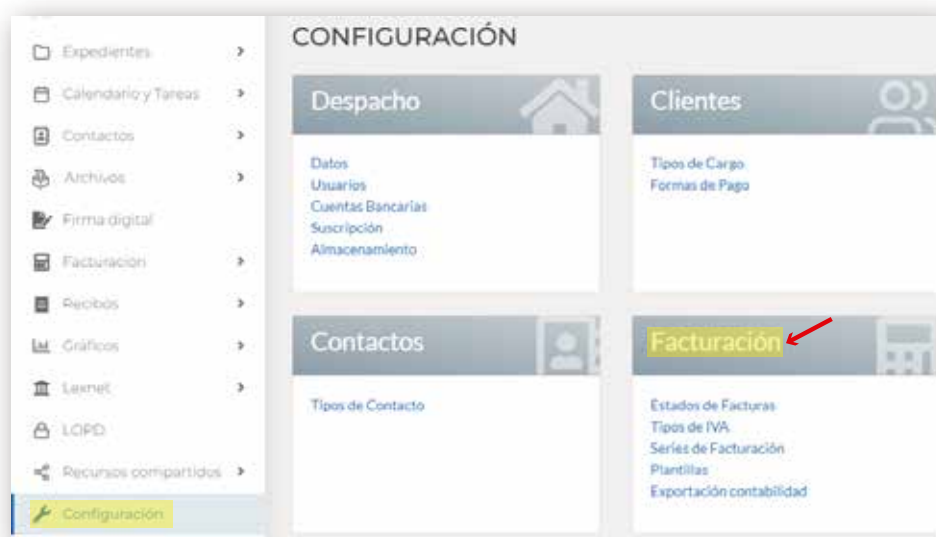 Expedientes
Calendario y Tareas
Contactos
Archivos
Firma digital
Facturación
Recibos
Gráficos
Lexnet
LOPD
Recursos compartidos
Configuración
CONFIGURACIÓN
Despacho
Datos
Usuarios
Cuentas Bancarias
Suscripción
Almacenamiento
Clientes
Tipos de Cargo
Formas de Pago
Contactos
Tipos de Contacto
Facturación
Estados de Facturas
Tipos de IVA
Series de Facturación
Plantillas
Exportación contabilidad